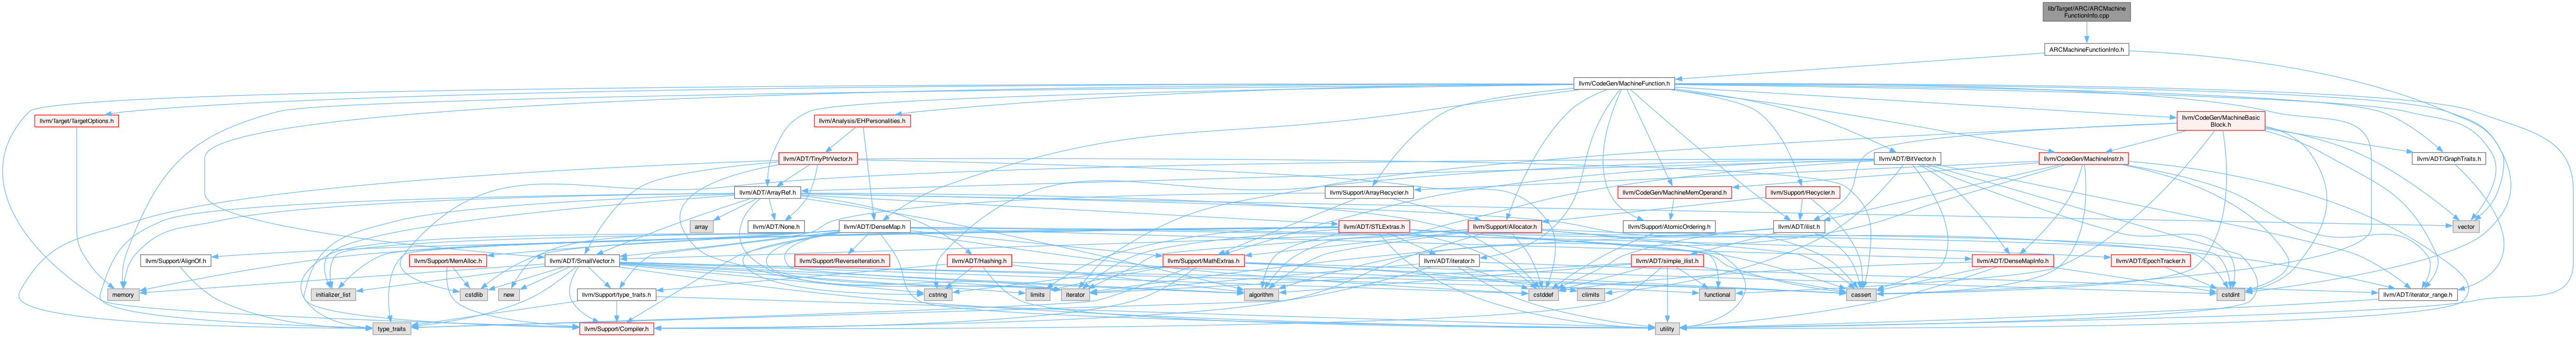 lib/Target/ARC/ARCMachine
FunctionInfo.cpp
ARCMachineFunctionInfo.h
llvm/CodeGen/MachineFunction.h
llvm/Target/TargetOptions.h
llvm/Analysis/EHPersonalities.h
llvm/CodeGen/MachineBasic
Block.h
llvm/ADT/TinyPtrVector.h
llvm/ADT/BitVector.h
llvm/CodeGen/MachineInstr.h
llvm/ADT/GraphTraits.h
llvm/ADT/ArrayRef.h
llvm/Support/ArrayRecycler.h
llvm/CodeGen/MachineMemOperand.h
llvm/Support/Recycler.h
array
llvm/ADT/None.h
llvm/ADT/DenseMap.h
llvm/ADT/STLExtras.h
llvm/Support/Allocator.h
llvm/Support/AtomicOrdering.h
llvm/ADT/ilist.h
vector
llvm/Support/AlignOf.h
llvm/Support/MemAlloc.h
llvm/ADT/SmallVector.h
llvm/Support/ReverseIteration.h
llvm/ADT/Hashing.h
llvm/Support/MathExtras.h
llvm/ADT/iterator.h
llvm/ADT/simple_ilist.h
llvm/ADT/DenseMapInfo.h
llvm/ADT/EpochTracker.h
memory
initializer_list
cstdlib
new
llvm/Support/type_traits.h
cstring
limits
iterator
algorithm
cstddef
climits
functional
cassert
cstdint
llvm/ADT/iterator_range.h
type_traits
llvm/Support/Compiler.h
utility